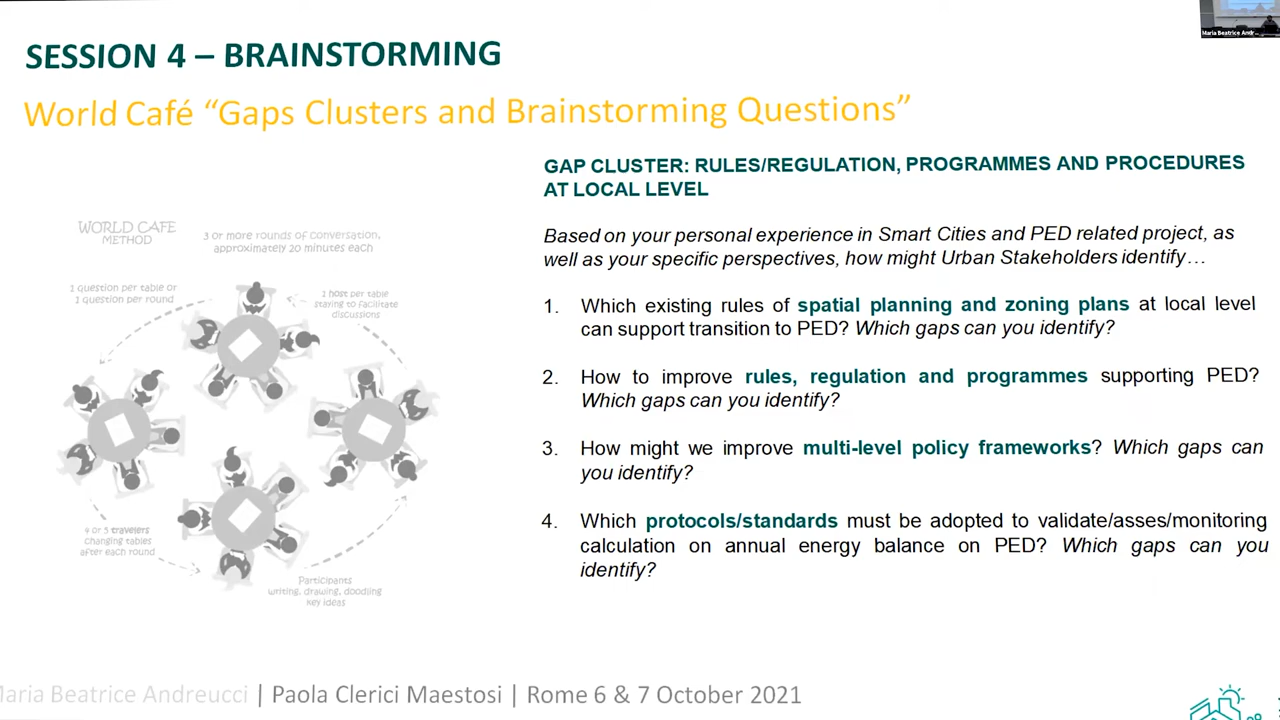 Maria Beatrice Andr...
SESSION 4 – BRAINSTORMING
World Café “Gaps Clusters and Brainstorming Questions”
GAP CLUSTER: RULES/REGULATION, PROGRAMMES AND PROCEDURES
AT LOCAL LEVEL
Based on your personal experience in Smart Cities and PED related project, as
well as your specific perspectives, how might Urban Stakeholders identify…
1. Which existing rules of spatial planning and zoning plans at local level
can support transition to PED? Which gaps can you identify?
2. How to improve rules, regulation and programmes supporting PED?
Which gaps can you identify?
3. How might we improve multi-level policy frameworks? Which gaps can
you identify?
4. Which protocols/standards must be adopted to validate/asses/monitoring
calculation on annual energy balance on PED? Which gaps can you
identify?
WORLD CAFE
METHOD
3 or more rounds of conversation,
approximately 20 minutes each
1 question per table or
1 question per round
1 host per table
staying to facilitate
discussions
4 or 5 travelers
changing tables
after each round
Participants
writing, drawing, doodling
key ideas
Maria Beatrice Andreucci | Paola Clerici Maestosi | Rome 6 & 7 October 2021